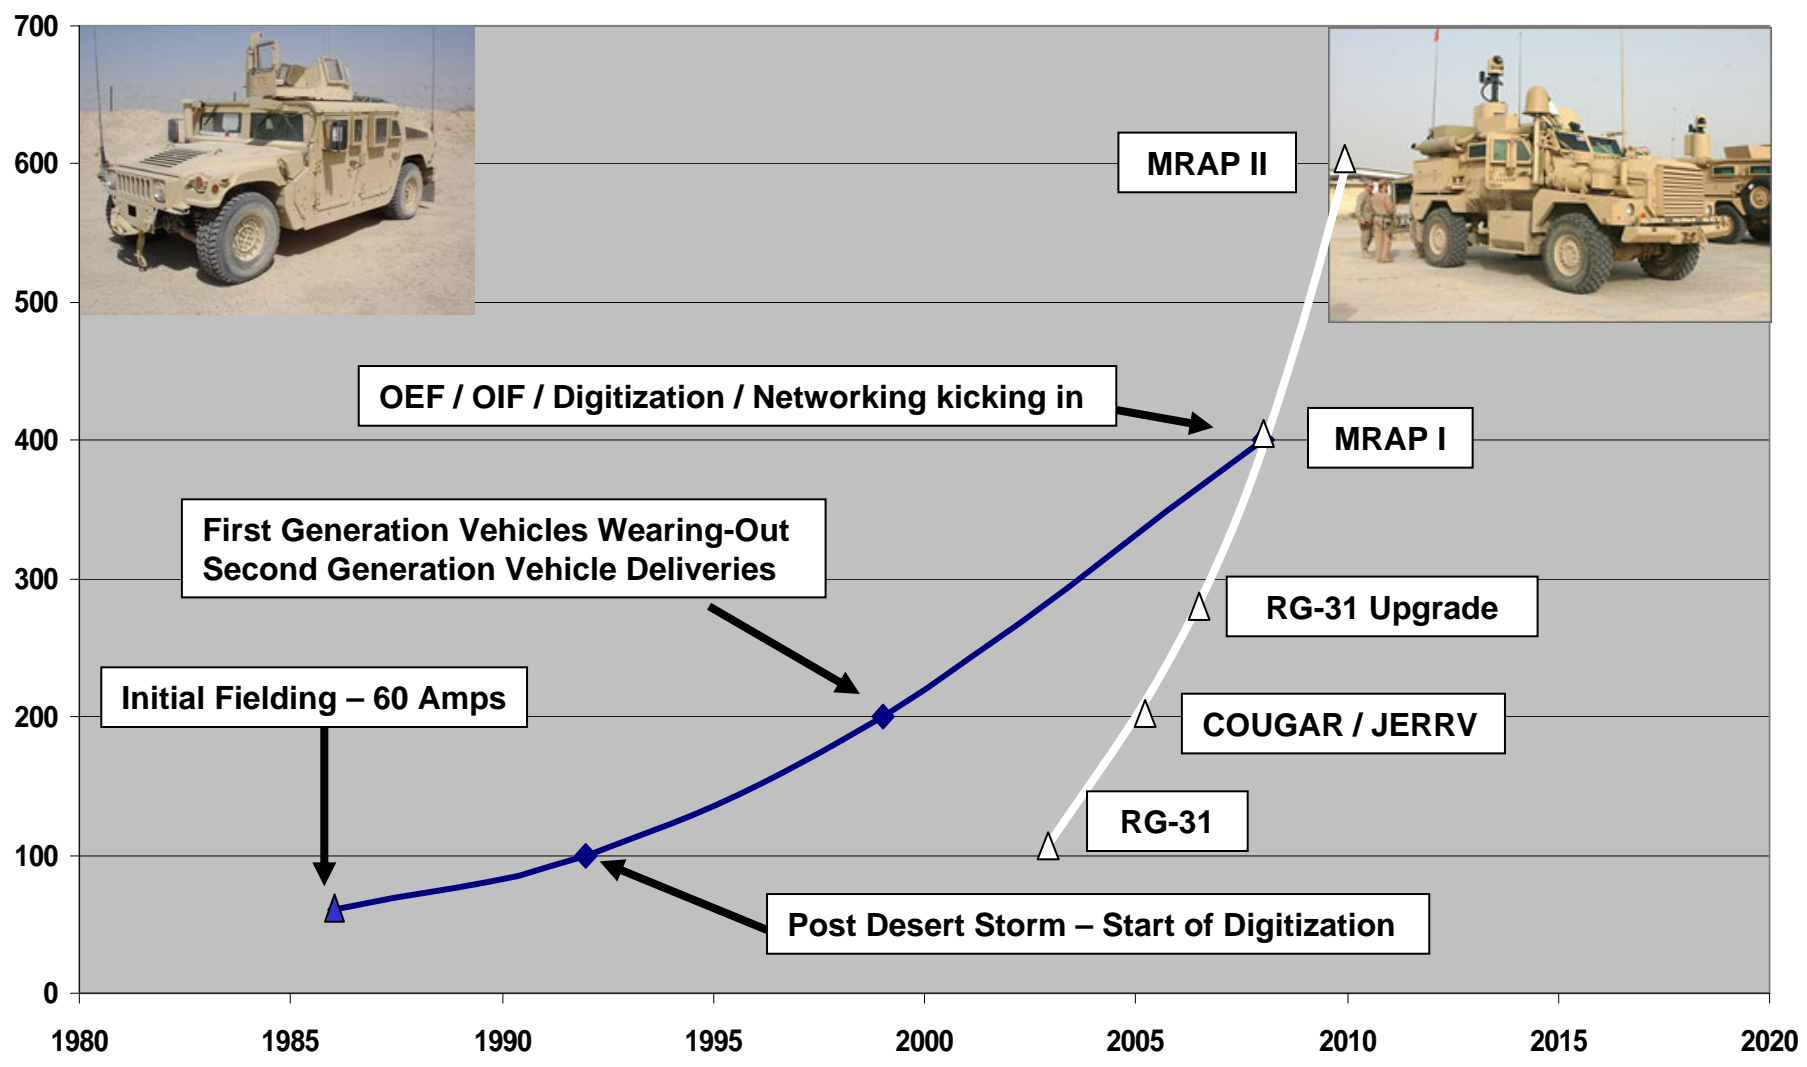 700
600
500
400
300
200
100
0
MRAP II
OEF / OIF / Digitization / Networking kicking in
MRAP I
First Generation Vehicles Wearing-Out
Second Generation Vehicle Deliveries
RG-31 Upgrade
Initial Fielding – 60 Amps
COUGAR / JERRV
RG-31
Post Desert Storm – Start of Digitization
1980
1985
1990
1995
2000
2005
2010
2015
2020